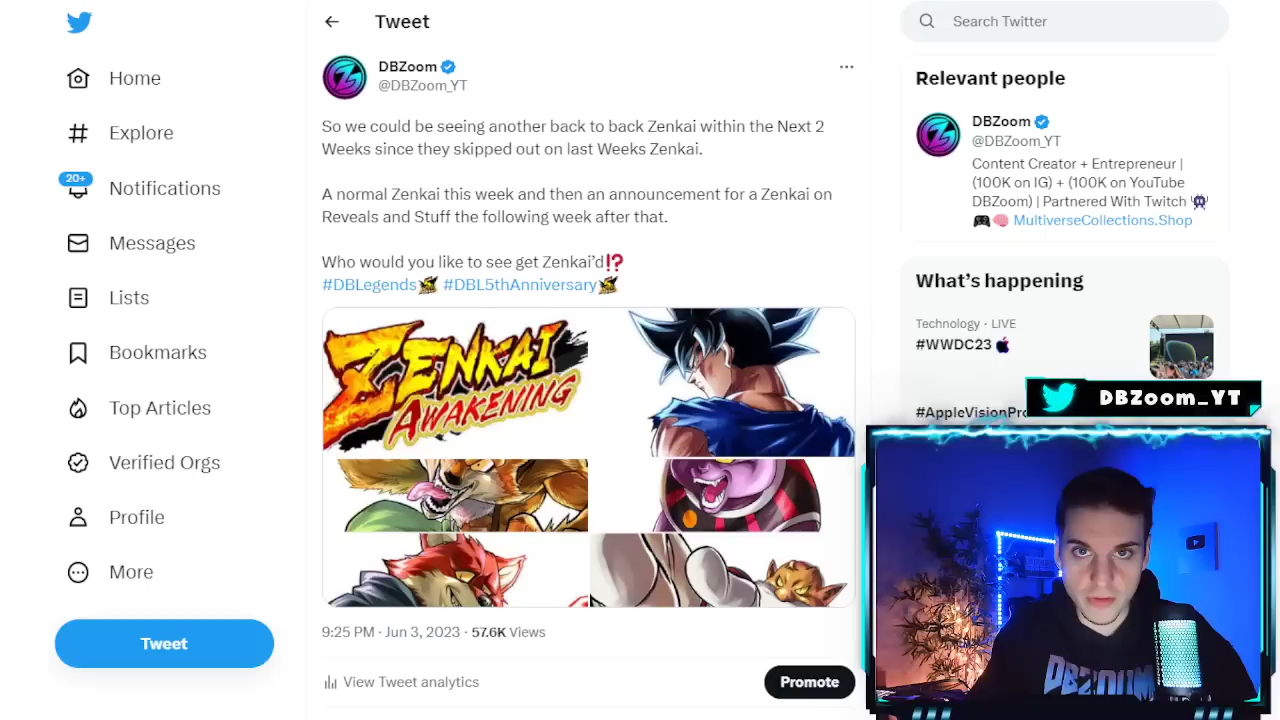 Home
Explore
20+
Notifications
Messages
Lists
Bookmarks
Top Articles
Verified Orgs
Profile
More
Tweet
Tweet
DBZoom
@DBZoom_YT
So we could be seeing another back to back Zenkai within the Next 2
Weeks since they skipped out on last Weeks Zenkai.
A normal Zenkai this week and then an announcement for a Zenkai on
Reveals and Stuff the following week after that.
Who would you like to see get Zenkai’d⁉️
#DBLegends #DBL5thAnniversary
ZENKAI
AWAKENING
9:25 PM · Jun 3, 2023 · 57.6K Views
View Tweet analytics
Promote
Search Twitter
Relevant people
DBZoom
@DBZoom_YT
Content Creator + Entrepreneur |
(100K on IG) + (100K on YouTube
DBZoom) | Partnered With Twitch
MultiverseCollections.Shop
What’s happening
Technology · LIVE
#WWDC23
DBZoom_YT
DBZOOM